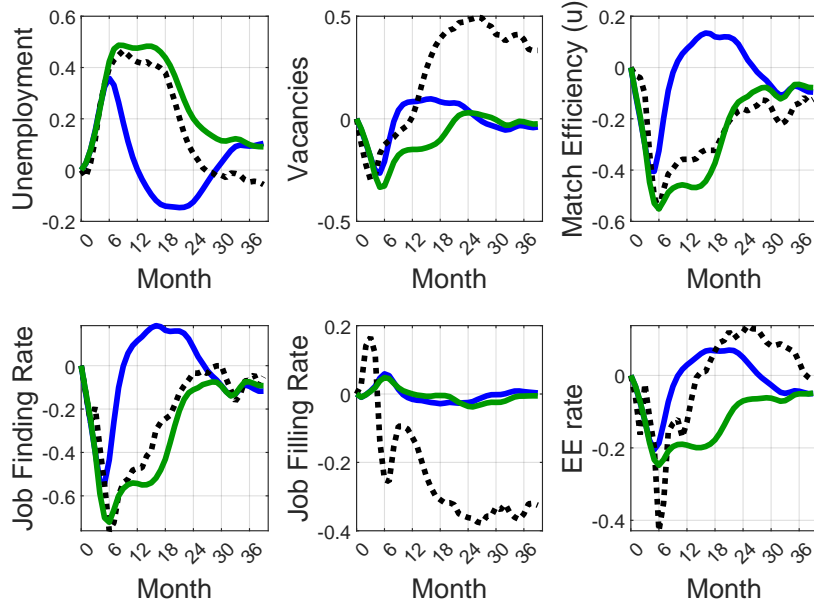 Unemployment
0.6
0.4
0.2
0
-0.2
0 6 12 18 24 30 36
Month
Vacancies
0.5
0
-0.5
0 6 12 18 24 30 36
Month
Match Efficiency (u)
0.2
0
-0.2
-0.4
-0.6
0 6 12 18 24 30 36
Month
Job Finding Rate
0
-0.2
-0.4
-0.6
0 6 12 18 24 30 36
Month
Job Filling Rate
0.2
0
-0.2
-0.4
0 6 12 18 24 30 36
Month
EE rate
0
-0.2
-0.4
0 6 12 18 24 30 36
Month